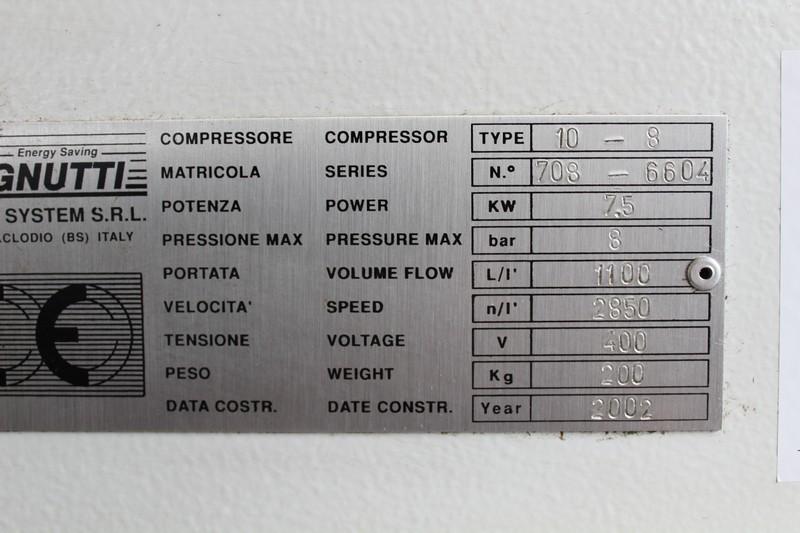 Energy Saving
GNUTTI
SYSTEM S.R.L.
CLODIO (BS) ITALY
CE
COMPRESSORE COMPRESSOR TYPE 10 - 8
MATRICOLA SERIES N.° 708 - 6604
POTENZA POWER KW 7,5
PRESSIONE MAX PRESSURE MAX bar 8
PORTATA VOLUME FLOW L/I' 1100
VELOCITA' SPEED n/I' 2850
TENSIONE VOLTAGE V 400
PESO WEIGHT Kg 200
DATA COSTR. DATE CONSTR. Year 2002